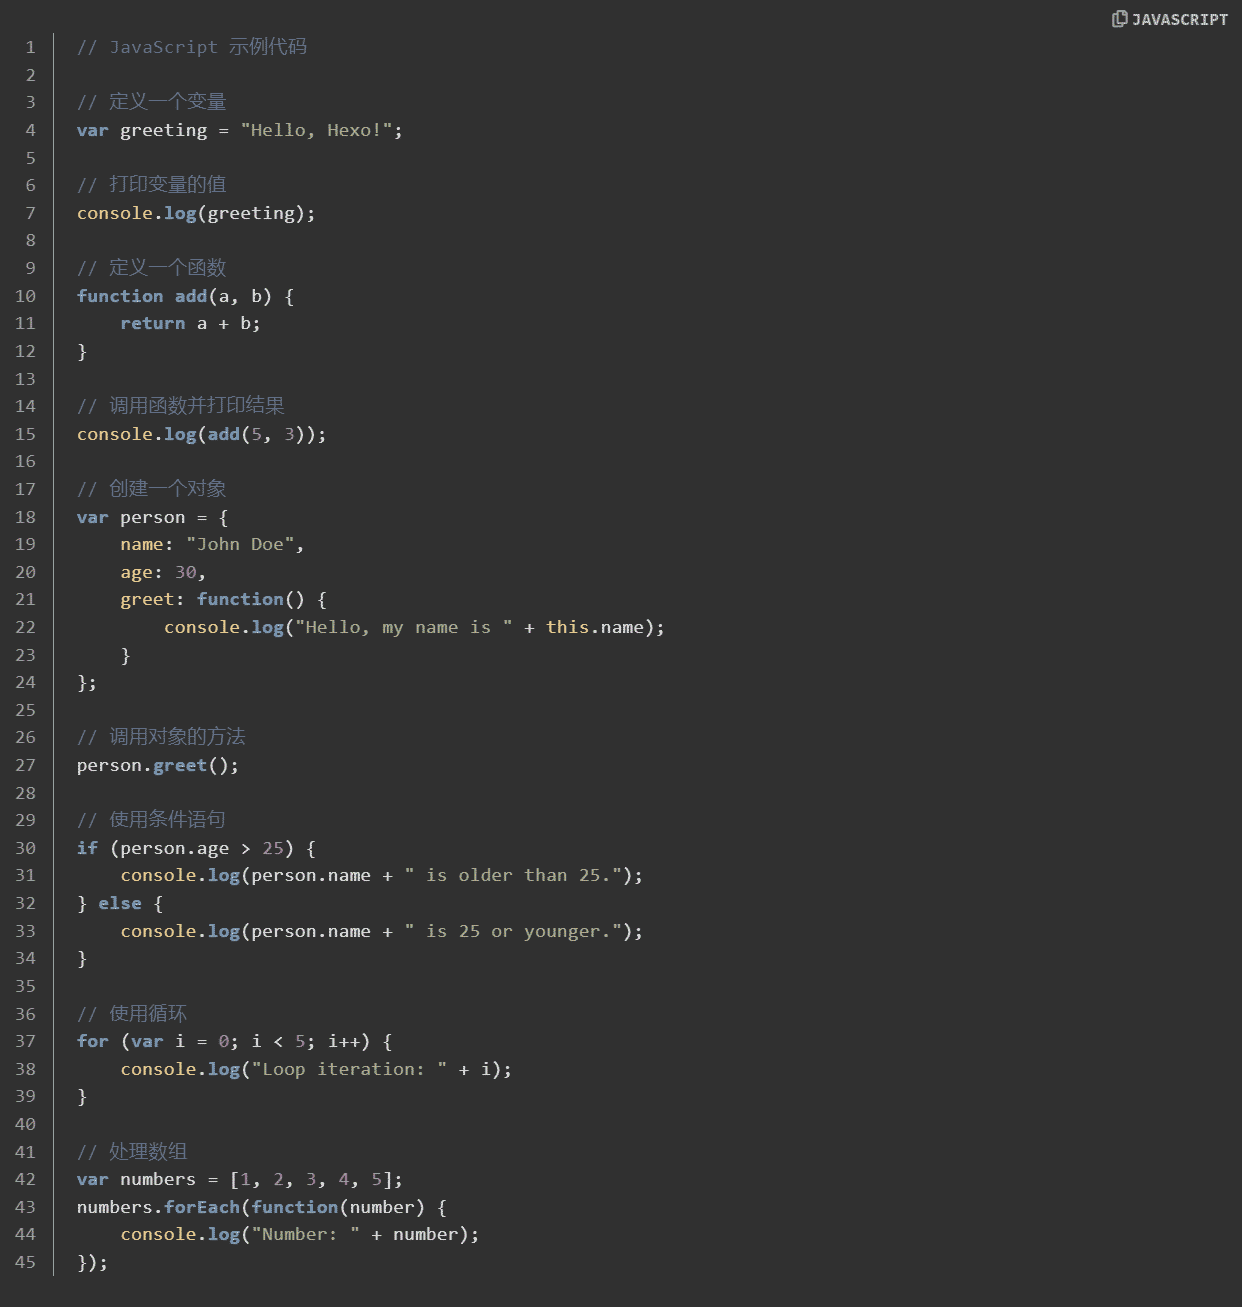 JAVASCRIPT
1 // JavaScript 示例代码
2
3 // 定义一个变量
4 var greeting = "Hello, Hexo!";
5
6 // 打印变量的值
7 console.log(greeting);
8
9 // 定义一个函数
10 function add(a, b) {
11     return a + b;
12 }
13
14 // 调用函数并打印结果
15 console.log(add(5, 3));
16
17 // 创建一个对象
18 var person = {
19     name: "John Doe",
20     age: 30,
21     greet: function() {
22         console.log("Hello, my name is " + this.name);
23     }
24 };
25
26 // 调用对象的方法
27 person.greet();
28
29 // 使用条件语句
30 if (person.age > 25) {
31     console.log(person.name + " is older than 25.");
32 } else {
33     console.log(person.name + " is 25 or younger.");
34 }
35
36 // 使用循环
37 for (var i = 0; i < 5; i++) {
38     console.log("Loop iteration: " + i);
39 }
40
41 // 处理数组
42 var numbers = [1, 2, 3, 4, 5];
43 numbers.forEach(function(number) {
44     console.log("Number: " + number);
45 });